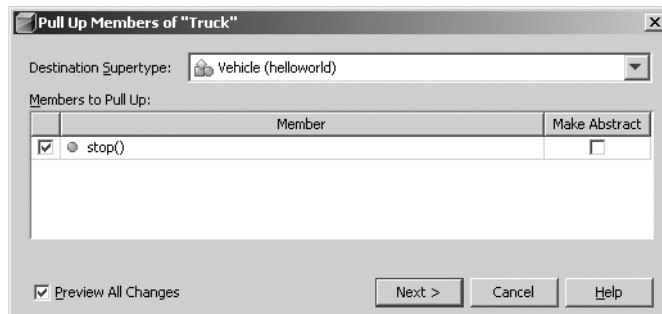 Pull Up Members of "Truck"
Destination Supertype: Vehicle (helloworld)
Members to Pull Up:
Member Make Abstract
stop()
Preview All Changes Next > Cancel Help